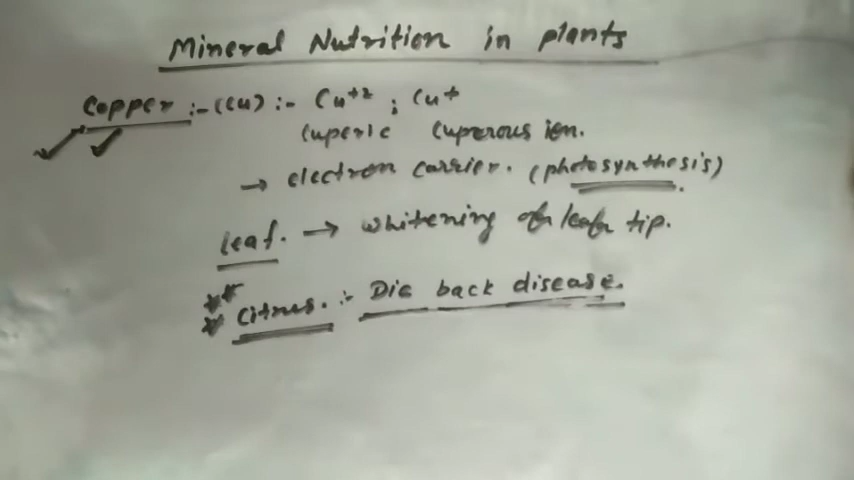 Mineral Nutrition in plants
Copper :- (Cu) :- Cu+2 ; Cu+
Cuperic Cuperous ion.
→ electron carrier. (photosynthesis)
leaf. → whitening of leaf tip.
Citrus. :- Die back disease.